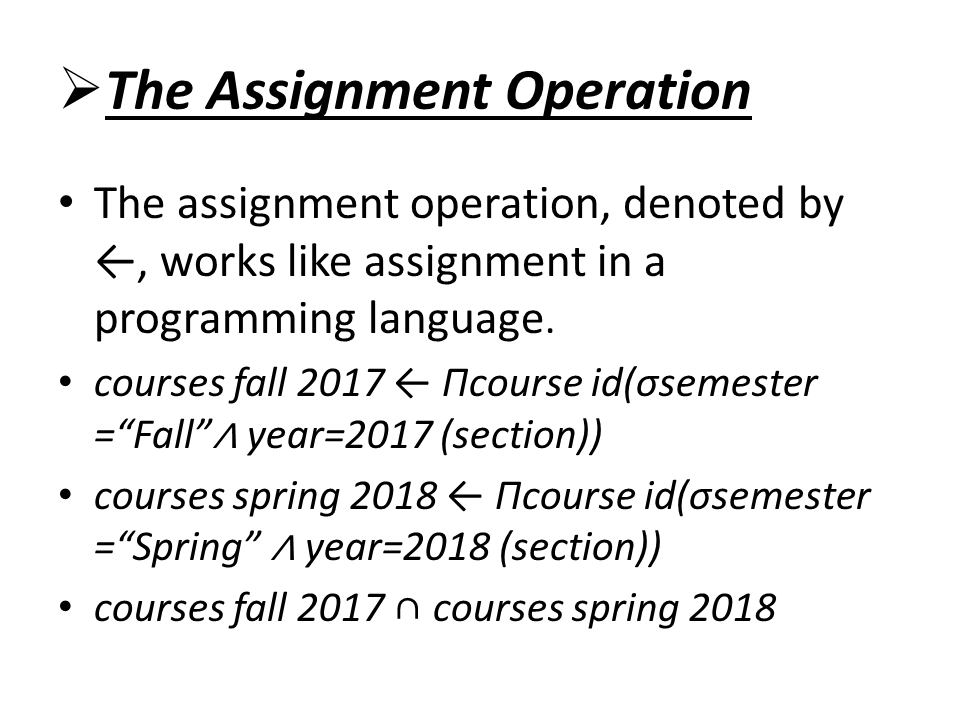 ➢The Assignment Operation
• The assignment operation, denoted by
←, works like assignment in a
programming language.
• courses fall 2017 ← Πcourse id(σsemester
=“Fall”∧ year=2017 (section))
• courses spring 2018 ← Πcourse id(σsemester
=“Spring” ∧ year=2018 (section))
• courses fall 2017 ∩ courses spring 2018